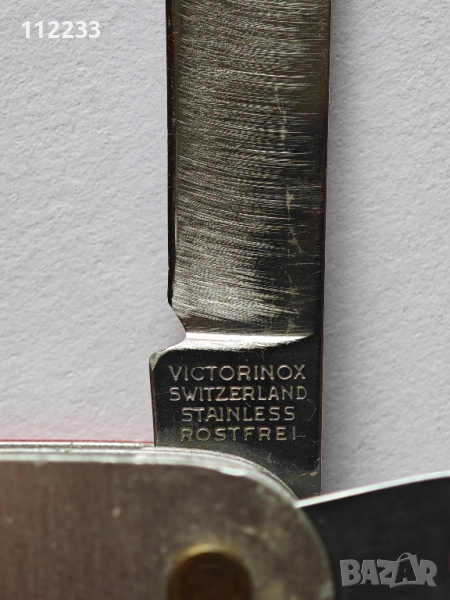 112233
VICTORINOX
SWITZERLAND
STAINLESS
ROSTFREI
BAZAR